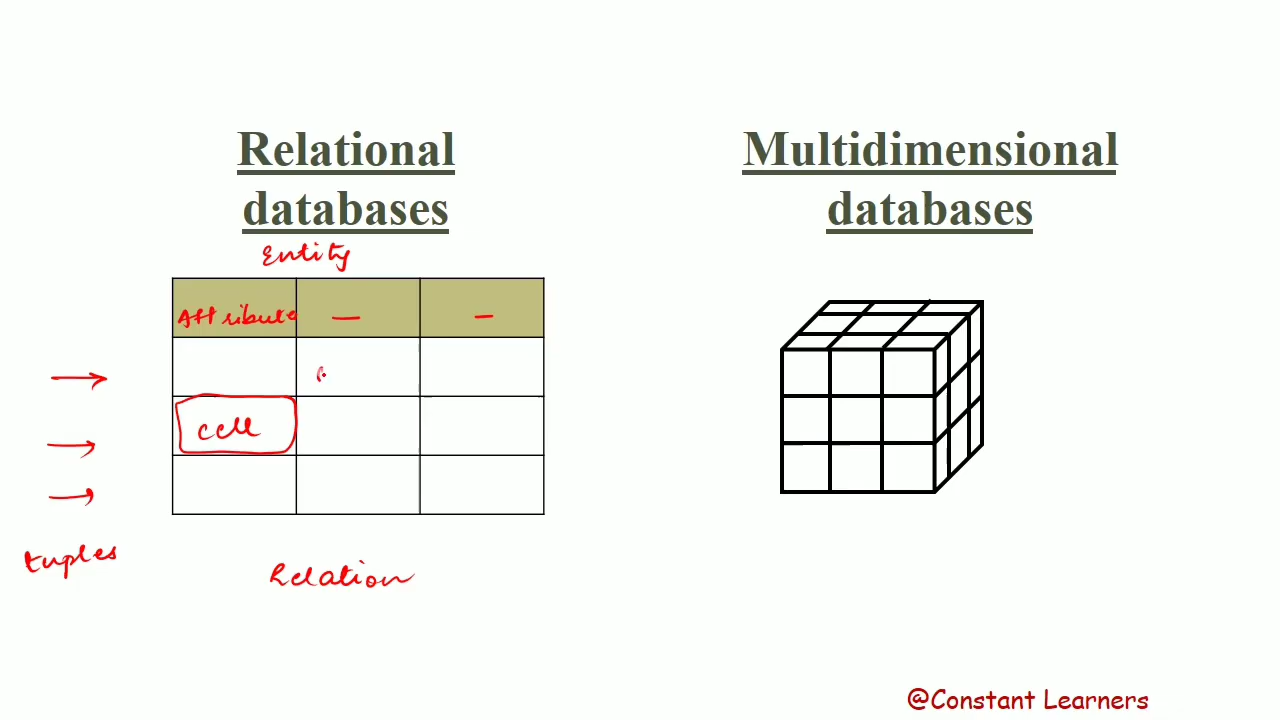 Relational
databases
Entity
Attribute — –
cell
tuples
Relation
Multidimensional
databases
@Constant Learners